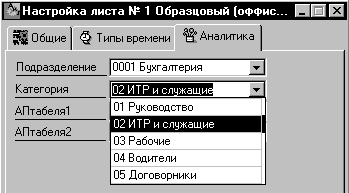 Настройка листа № 1 Образцовый (оффис...
Общие Типы времени Аналитика
Подразделение 0001 Бухгалтерия
Категория 02 ИТР и служащие
01 Руководство
АПтабеля1 02 ИТР и служащие
АПтабеля2 03 Рабочие
04 Водители
05 Договорники